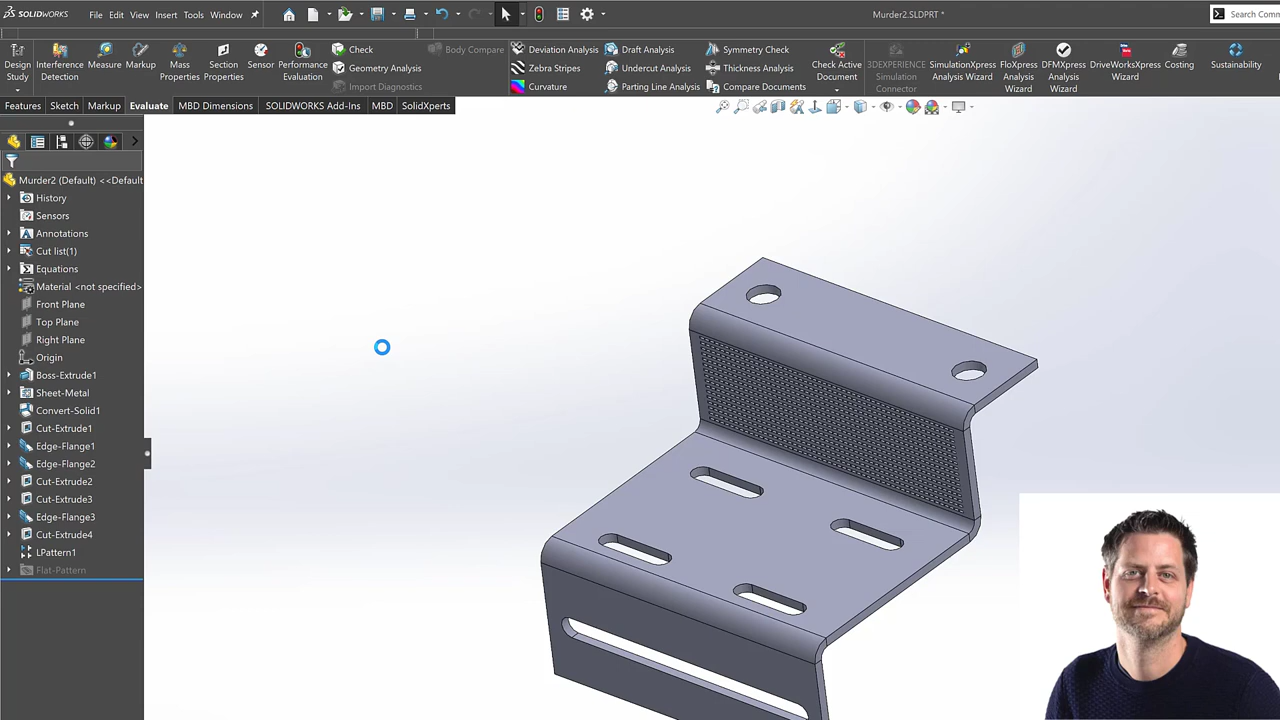 SOLIDWORKS File Edit View Insert Tools Window Murder2.SLDPRT * Search Comm
Design Study Interference Detection Measure Markup Mass Properties Section Properties Sensor Performance Evaluation Check Body Compare Deviation Analysis Draft Analysis Symmetry Check Check Active Document 3DEXPERIENCE Simulation Connector SimulationXpress Analysis Wizard FloXpress Analysis Wizard DFMXpress Analysis Wizard DriveWorksXpress Wizard Costing Sustainability
Geometry Analysis Zebra Stripes Undercut Analysis Thickness Analysis
Import Diagnostics Curvature Parting Line Analysis Compare Documents
Features Sketch Markup Evaluate MBD Dimensions SOLIDWORKS Add-Ins MBD SolidXperts
Murder2 (Default) <<Default
History
Sensors
Annotations
Cut list(1)
Equations
Material <not specified>
Front Plane
Top Plane
Right Plane
Origin
Boss-Extrude1
Sheet-Metal
Convert-Solid1
Cut-Extrude1
Edge-Flange1
Edge-Flange2
Cut-Extrude2
Cut-Extrude3
Edge-Flange3
Cut-Extrude4
LPattern1
Flat-Pattern